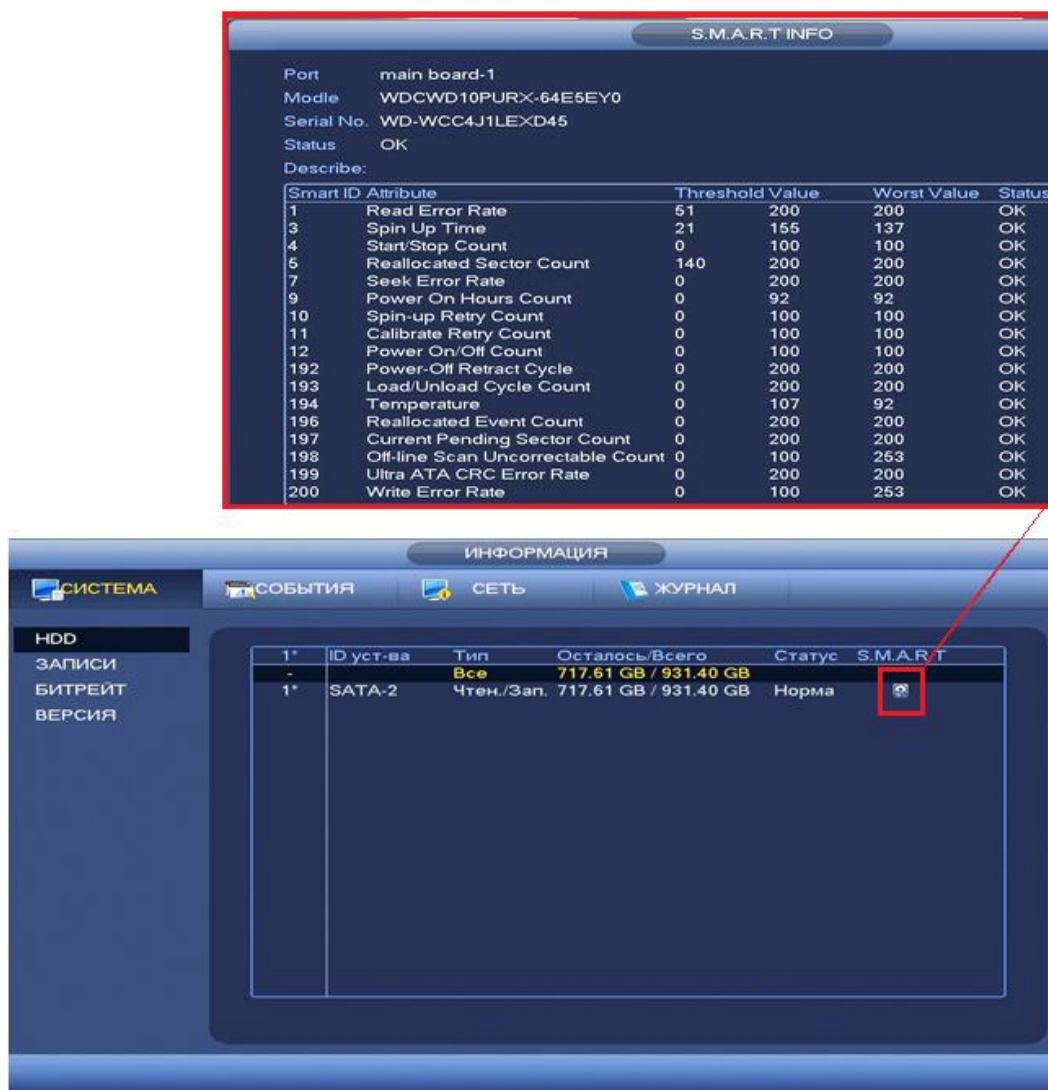 S.M.A.R.T INFO
Port main board-1
Modle WDCWD10PURX-64E5EY0
Serial No. WD-WCC4J1LEXD45
Status OK
Describe:
Smart ID Attribute Threshold Value Worst Value Status
1 Read Error Rate 51 200 200 OK
3 Spin Up Time 21 155 137 OK
4 Start/Stop Count 0 100 100 OK
5 Reallocated Sector Count 140 200 200 OK
7 Seek Error Rate 0 200 200 OK
9 Power On Hours Count 0 92 92 OK
10 Spin-up Retry Count 0 100 100 OK
11 Calibrate Retry Count 0 100 100 OK
12 Power On/Off Count 0 100 100 OK
192 Power-Off Retract Cycle 0 200 200 OK
193 Load/Unload Cycle Count 0 200 200 OK
194 Temperature 0 107 92 OK
196 Reallocated Event Count 0 200 200 OK
197 Current Pending Sector Count 0 200 200 OK
198 Off-line Scan Uncorrectable Count 0 100 253 OK
199 Ultra ATA CRC Error Rate 0 200 200 OK
200 Write Error Rate 0 100 253 OK
ИНФОРМАЦИЯ
СИСТЕМА СОБЫТИЯ СЕТЬ ЖУРНАЛ
HDD
ЗАПИСИ
БИТРЕЙТ
ВЕРСИЯ
1* ID уст-ва Тип Осталось/Всего Статус S.M.A.R.T
- Все 717.61 GB / 931.40 GB
1* SATA-2 Чтен./Зап. 717.61 GB / 931.40 GB Норма